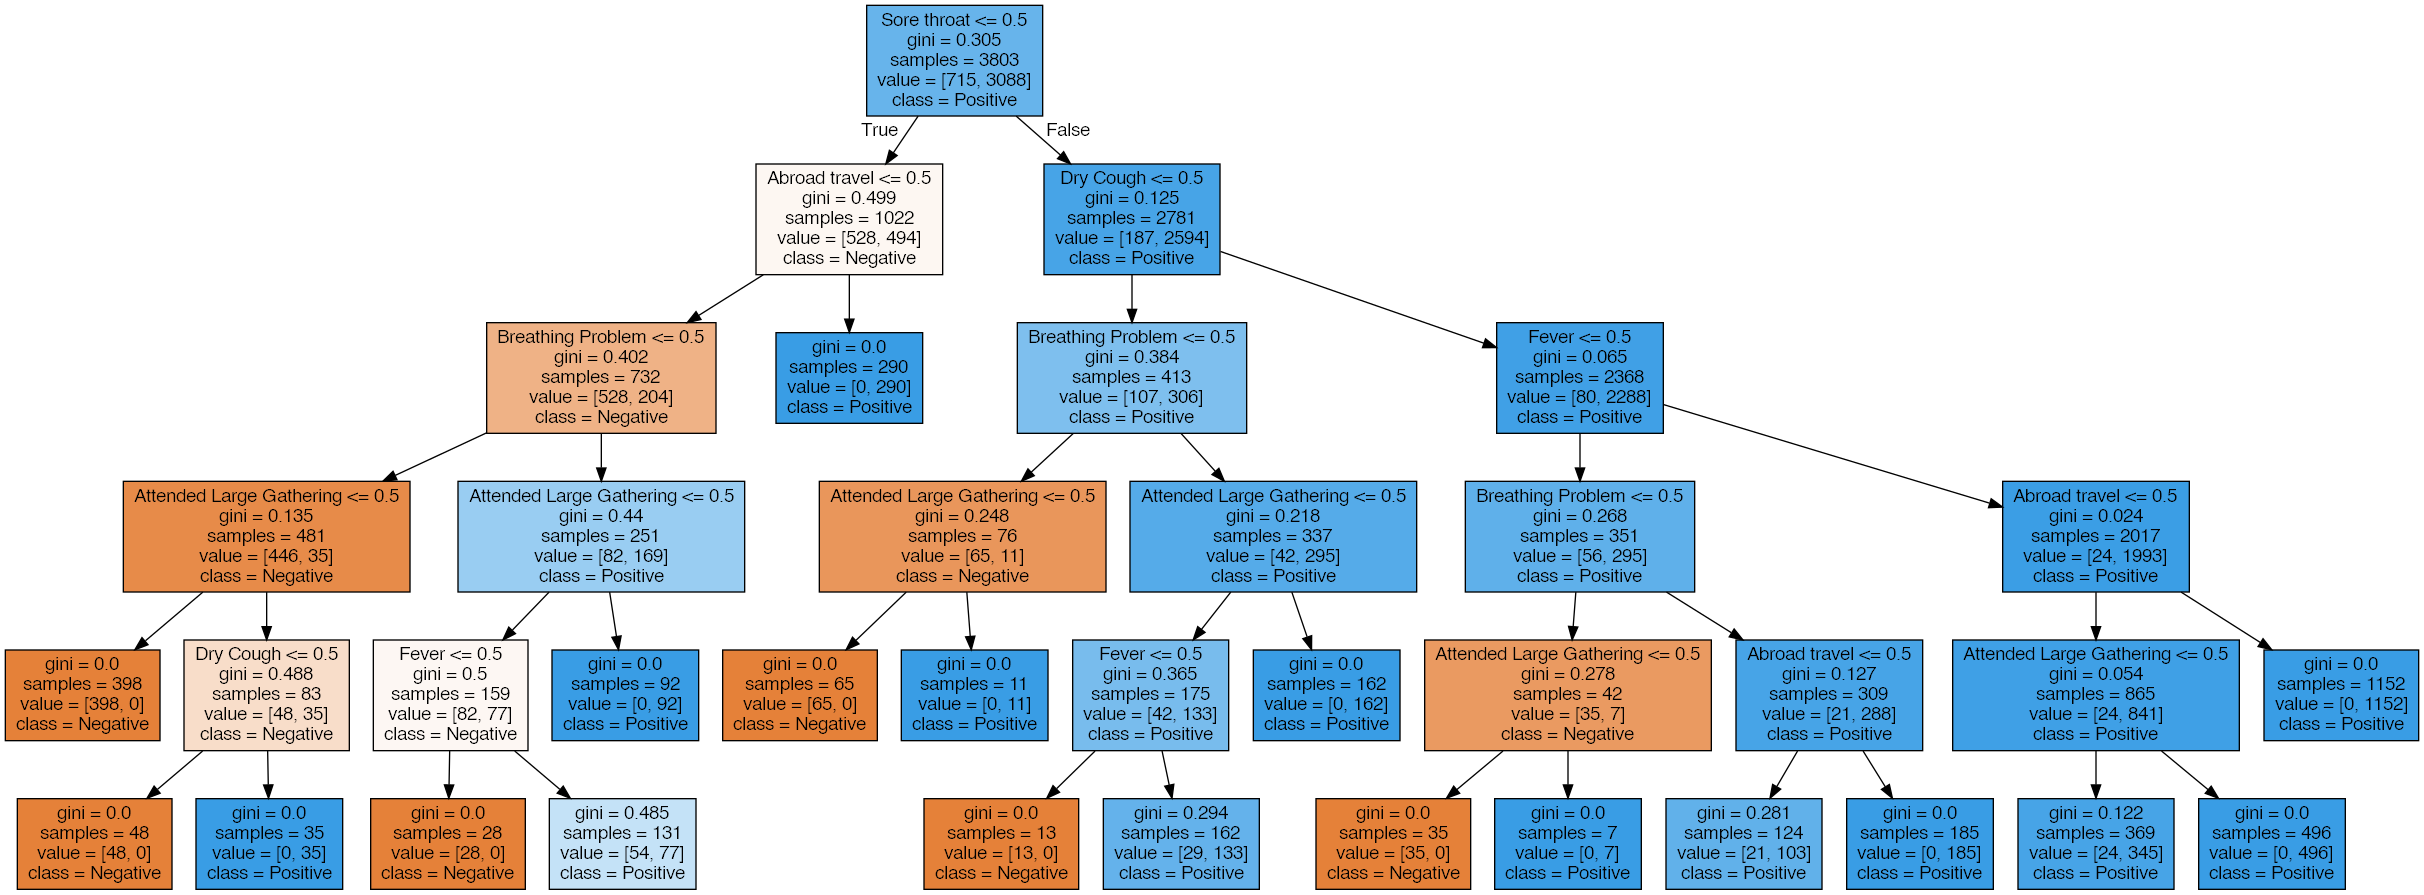 Sore throat <= 0.5
gini = 0.305
samples = 3803
value = [715, 3088]
class = Positive
True
False
Abroad travel <= 0.5
gini = 0.499
samples = 1022
value = [528, 494]
class = Negative
Dry Cough <= 0.5
gini = 0.125
samples = 2781
value = [187, 2594]
class = Positive
Breathing Problem <= 0.5
gini = 0.402
samples = 732
value = [528, 204]
class = Negative
gini = 0.0
samples = 290
value = [0, 290]
class = Positive
Breathing Problem <= 0.5
gini = 0.384
samples = 413
value = [107, 306]
class = Positive
Fever <= 0.5
gini = 0.065
samples = 2368
value = [80, 2288]
class = Positive
Attended Large Gathering <= 0.5
gini = 0.135
samples = 481
value = [446, 35]
class = Negative
Attended Large Gathering <= 0.5
gini = 0.44
samples = 251
value = [82, 169]
class = Positive
Attended Large Gathering <= 0.5
gini = 0.248
samples = 76
value = [65, 11]
class = Negative
Attended Large Gathering <= 0.5
gini = 0.218
samples = 337
value = [42, 295]
class = Positive
Breathing Problem <= 0.5
gini = 0.268
samples = 351
value = [56, 295]
class = Positive
Abroad travel <= 0.5
gini = 0.024
samples = 2017
value = [24, 1993]
class = Positive
gini = 0.0
samples = 398
value = [398, 0]
class = Negative
Dry Cough <= 0.5
gini = 0.488
samples = 83
value = [48, 35]
class = Negative
Fever <= 0.5
gini = 0.5
samples = 159
value = [82, 77]
class = Negative
gini = 0.0
samples = 92
value = [0, 92]
class = Positive
gini = 0.0
samples = 65
value = [65, 0]
class = Negative
gini = 0.0
samples = 11
value = [0, 11]
class = Positive
Fever <= 0.5
gini = 0.365
samples = 175
value = [42, 133]
class = Positive
gini = 0.0
samples = 162
value = [0, 162]
class = Positive
Attended Large Gathering <= 0.5
gini = 0.278
samples = 42
value = [35, 7]
class = Negative
Abroad travel <= 0.5
gini = 0.127
samples = 309
value = [21, 288]
class = Positive
Attended Large Gathering <= 0.5
gini = 0.054
samples = 865
value = [24, 841]
class = Positive
gini = 0.0
samples = 1152
value = [0, 1152]
class = Positive
gini = 0.0
samples = 48
value = [48, 0]
class = Negative
gini = 0.0
samples = 35
value = [0, 35]
class = Positive
gini = 0.0
samples = 28
value = [28, 0]
class = Negative
gini = 0.485
samples = 131
value = [54, 77]
class = Positive
gini = 0.0
samples = 13
value = [13, 0]
class = Negative
gini = 0.294
samples = 162
value = [29, 133]
class = Positive
gini = 0.0
samples = 35
value = [35, 0]
class = Negative
gini = 0.0
samples = 7
value = [0, 7]
class = Positive
gini = 0.281
samples = 124
value = [21, 103]
class = Positive
gini = 0.0
samples = 185
value = [0, 185]
class = Positive
gini = 0.122
samples = 369
value = [24, 345]
class = Positive
gini = 0.0
samples = 496
value = [0, 496]
class = Positive